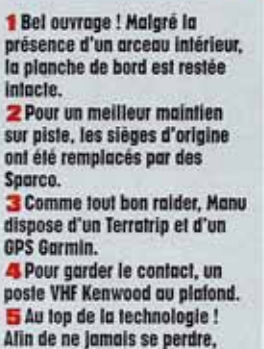 1 Bel ouvrage ! Malgré la
présence d'un arceau intérieur,
la planche de bord est restée
intacte.
2 Pour un meilleur maintien
sur piste, les sièges d'origine
ont été remplacés par des
Sparco.
3 Comme tout bon raider, Manu
dispose d'un Terratrip et d'un
GPS Garmin.
4 Pour garder le contact, un
poste VHF Kenwood au plafond.
5 Au top de la technologie !
Afin de ne jamais se perdre,